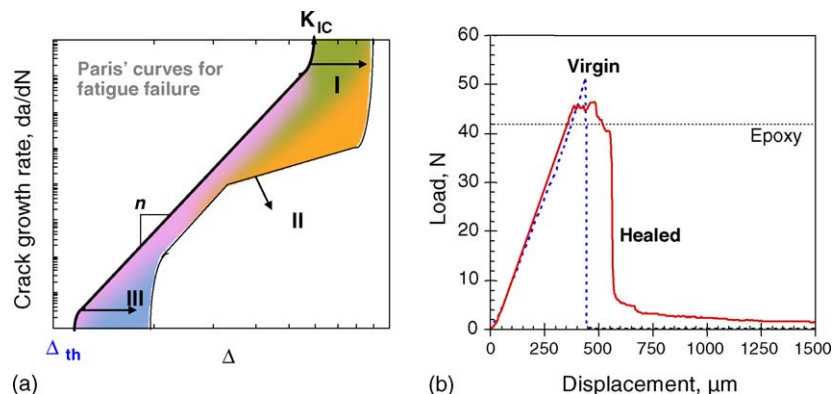 K_IC
Paris' curves for
fatigue failure
I
II
III
n
Crack growth rate, da/dN
Δ_th
Δ
(a)
60
50
40
30
20
10
0
Load, N
Virgin
Epoxy
Healed
0 250 500 750 1000 1250 1500
Displacement, μm
(b)